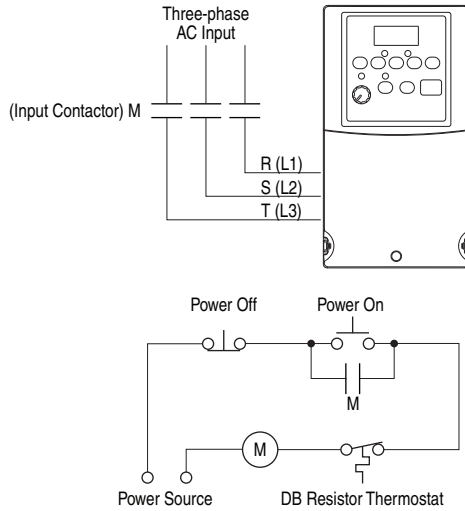 Three-phase
AC Input
(Input Contactor) M
R (L1)
S (L2)
T (L3)
Power Off
Power On
M
M
Power Source
DB Resistor Thermostat